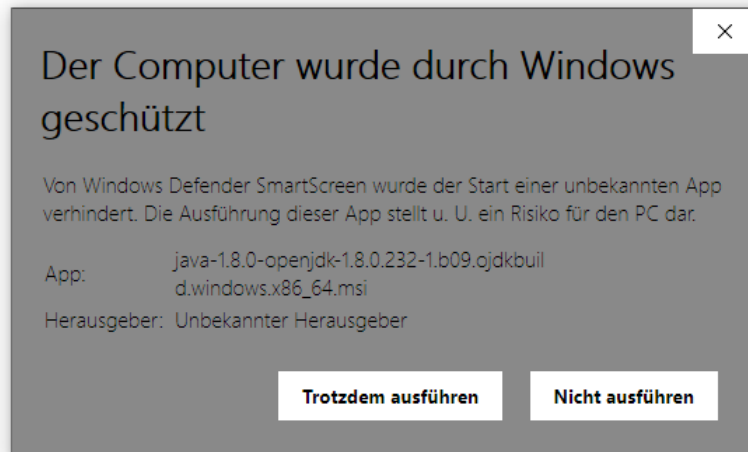 Der Computer wurde durch Windows
geschützt
Von Windows Defender SmartScreen wurde der Start einer unbekannten App
verhindert. Die Ausführung dieser App stellt u. U. ein Risiko für den PC dar.
App: java-1.8.0-openjdk-1.8.0.232-1.b09.ojdkbuil
d.windows.x86_64.msi
Herausgeber: Unbekannter Herausgeber
Trotzdem ausführen Nicht ausführen